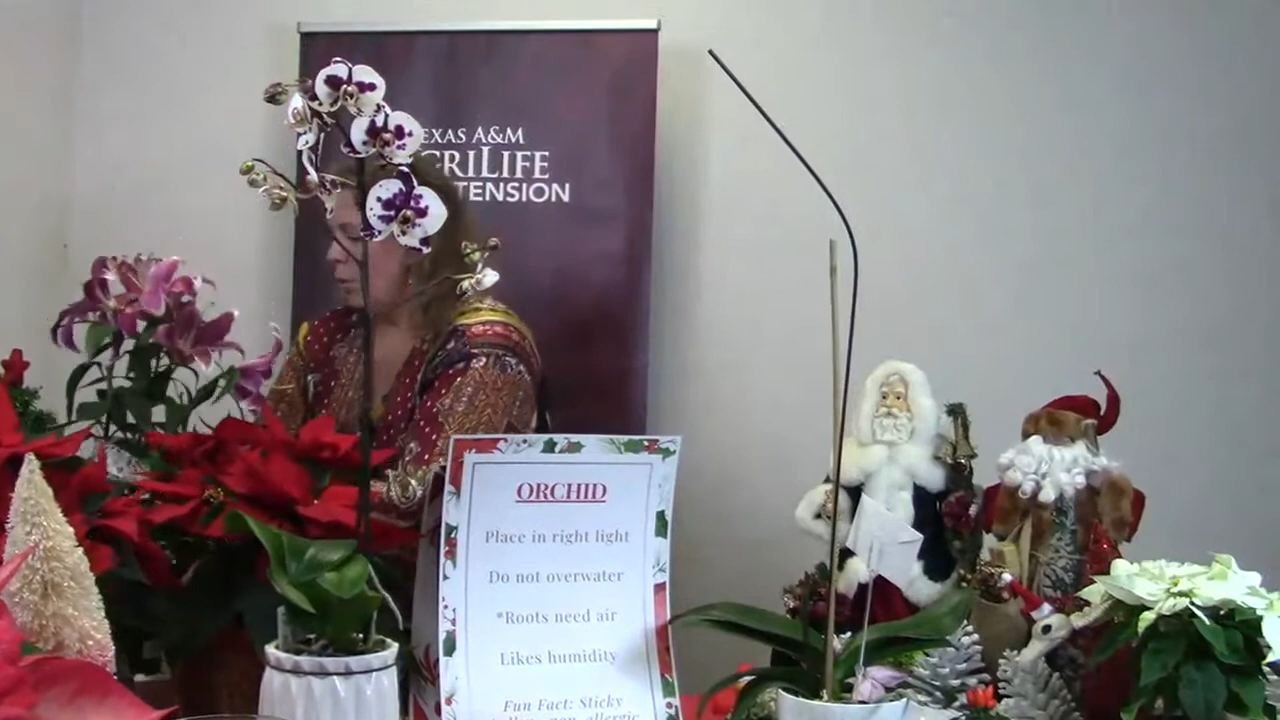 EXAS A&M
GRILIFE
TENSION
ORCHID
Place in right light
Do not overwater
*Roots need air
Likes humidity
Fun Fact: Sticky